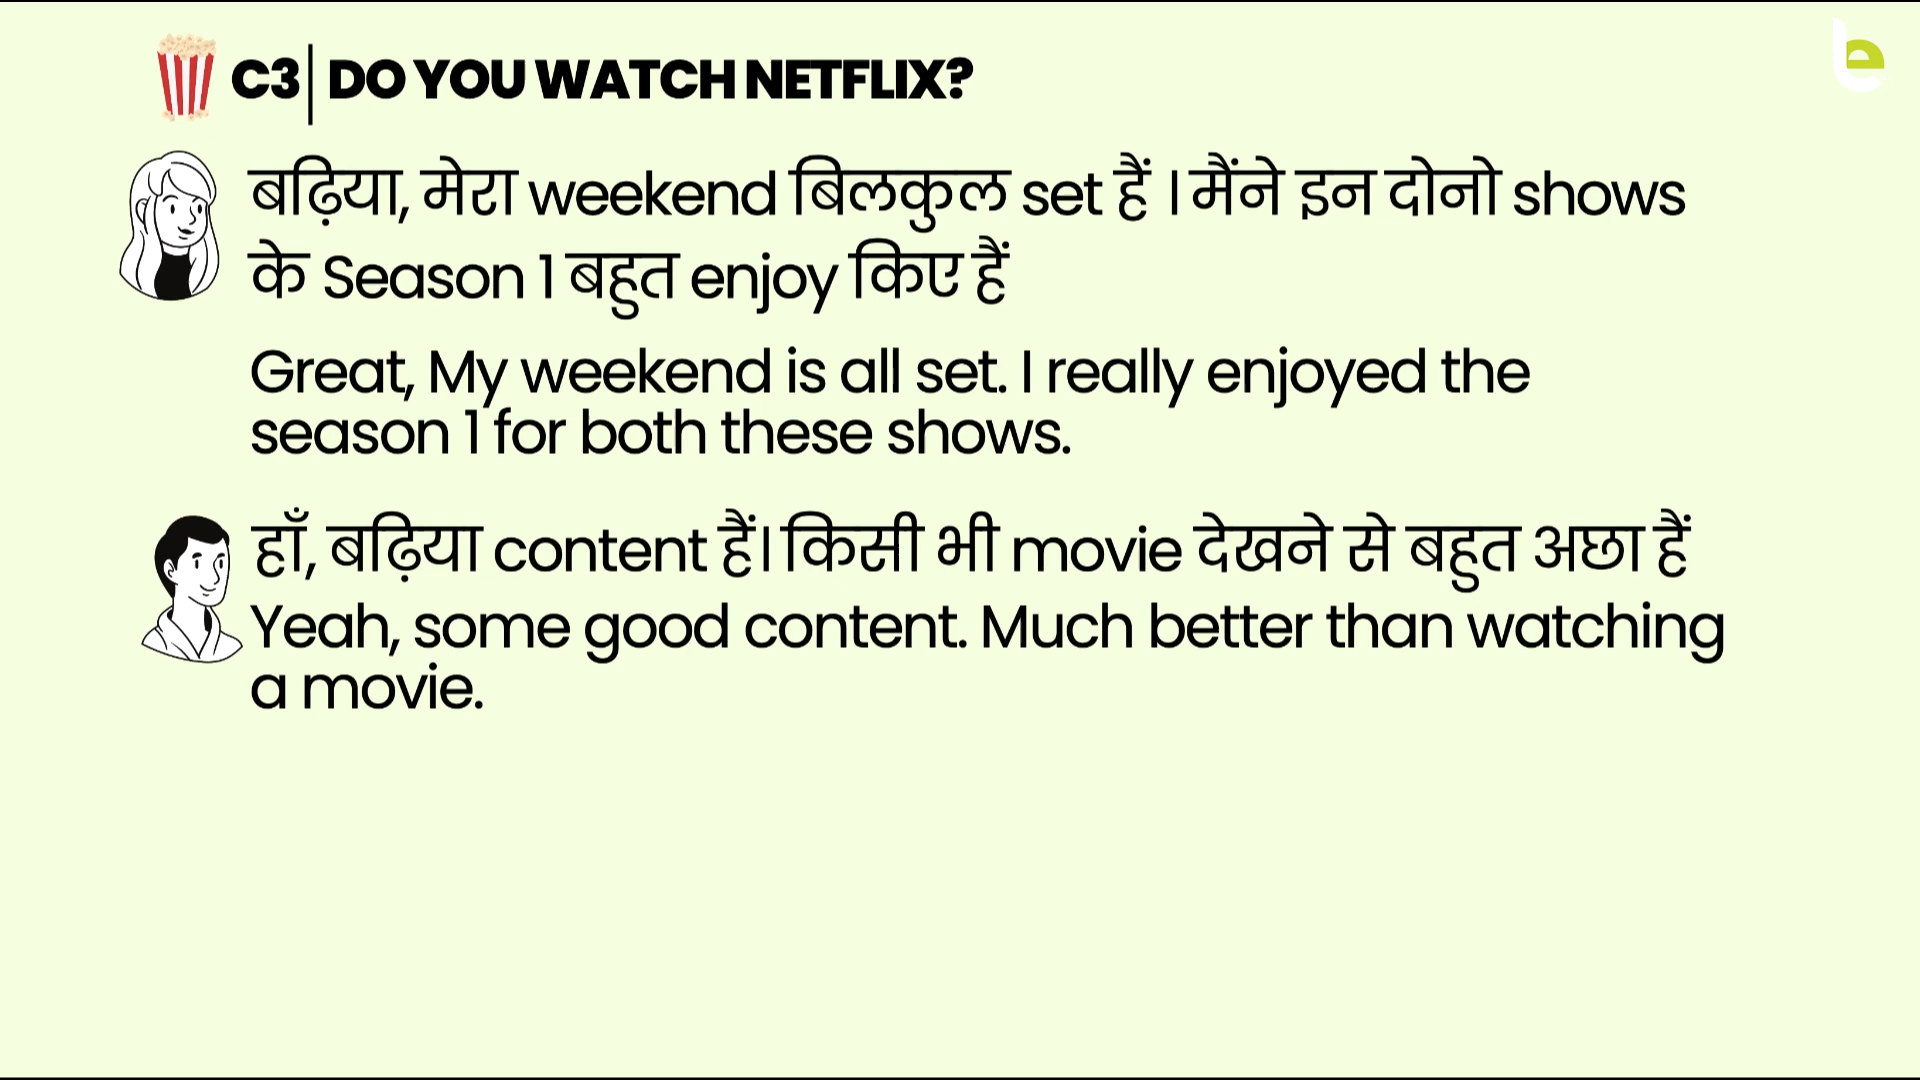 C3 DO YOU WATCH NETFLIX?
बढ़िया, मेरा weekend बिलकुल set हैं । मैंने इन दोनो shows
के Season 1 बहुत enjoy किए हैं
Great, My weekend is all set. I really enjoyed the
season 1 for both these shows.
हाँ, बढ़िया content हैं। किसी भी movie देखने से बहुत अछा हैं
Yeah, some good content. Much better than watching
a movie.